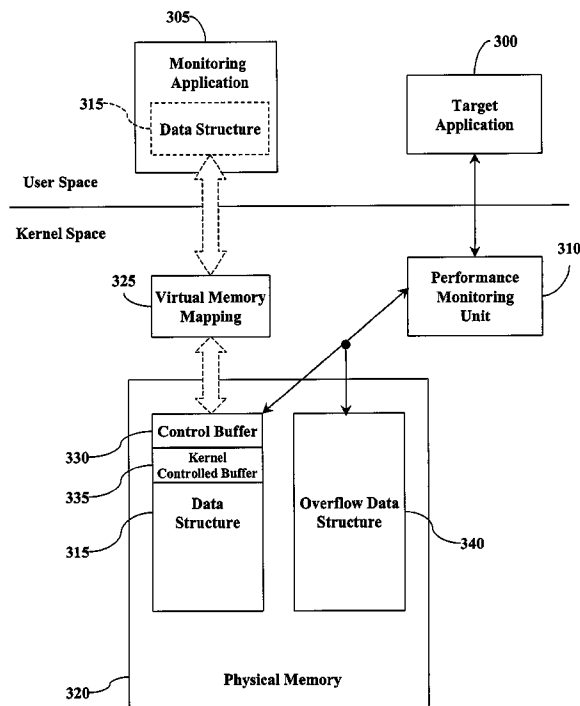 305
Monitoring
Application
315
Data Structure
300
Target
Application
User Space
Kernel Space
325
Virtual Memory
Mapping
310
Performance
Monitoring
Unit
330
Control Buffer
335
Kernel
Controlled Buffer
315
Data
Structure
Overflow Data
Structure
340
320
Physical Memory